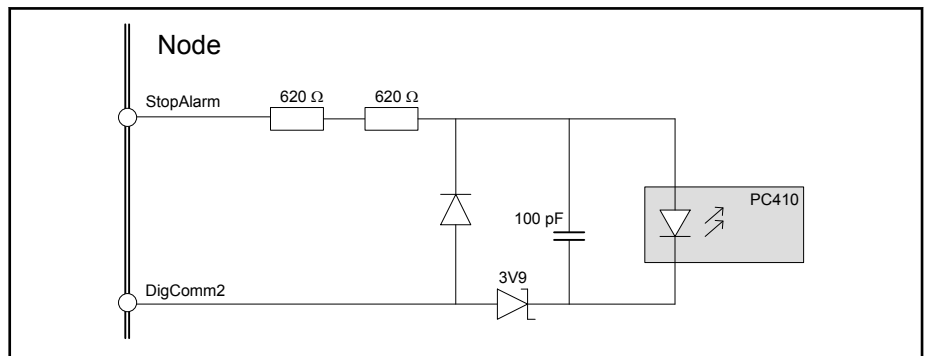 Node
StopAlarm
620 Ω
620 Ω
PC410
100 pF
3V9
DigComm2